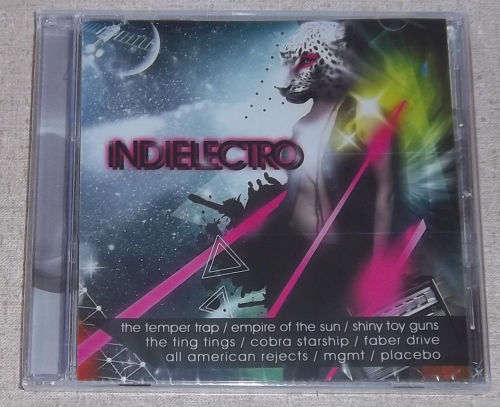 INDIELECTRO
the temper trap / empire of the sun / shiny toy guns
the ting tings / cobra starship / faber drive
all american rejects / mgmt / placebo